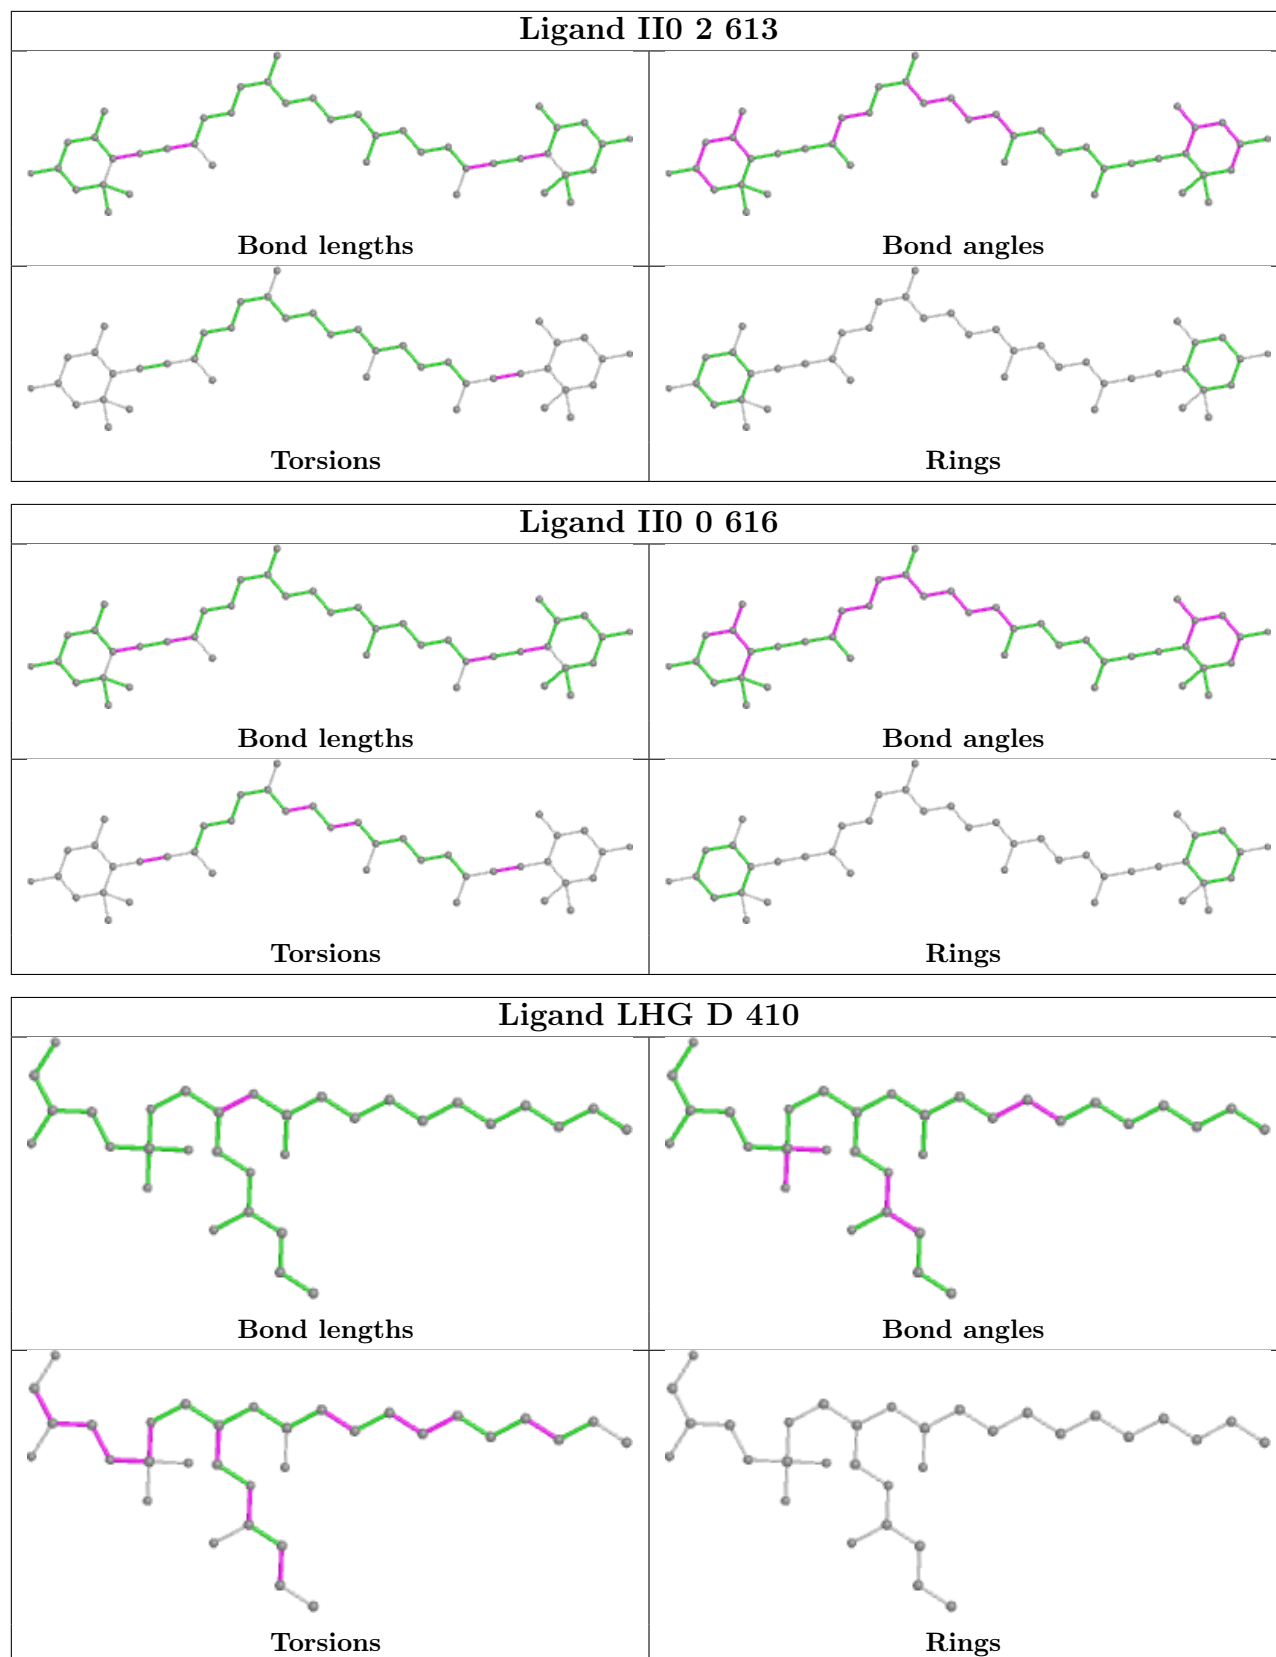 Ligand II0 2 613
Bond lengths
Bond angles
Torsions
Rings
Ligand II0 0 616
Bond lengths
Bond angles
Torsions
Rings
Ligand LHG D 410
Bond lengths
Bond angles
Torsions
Rings